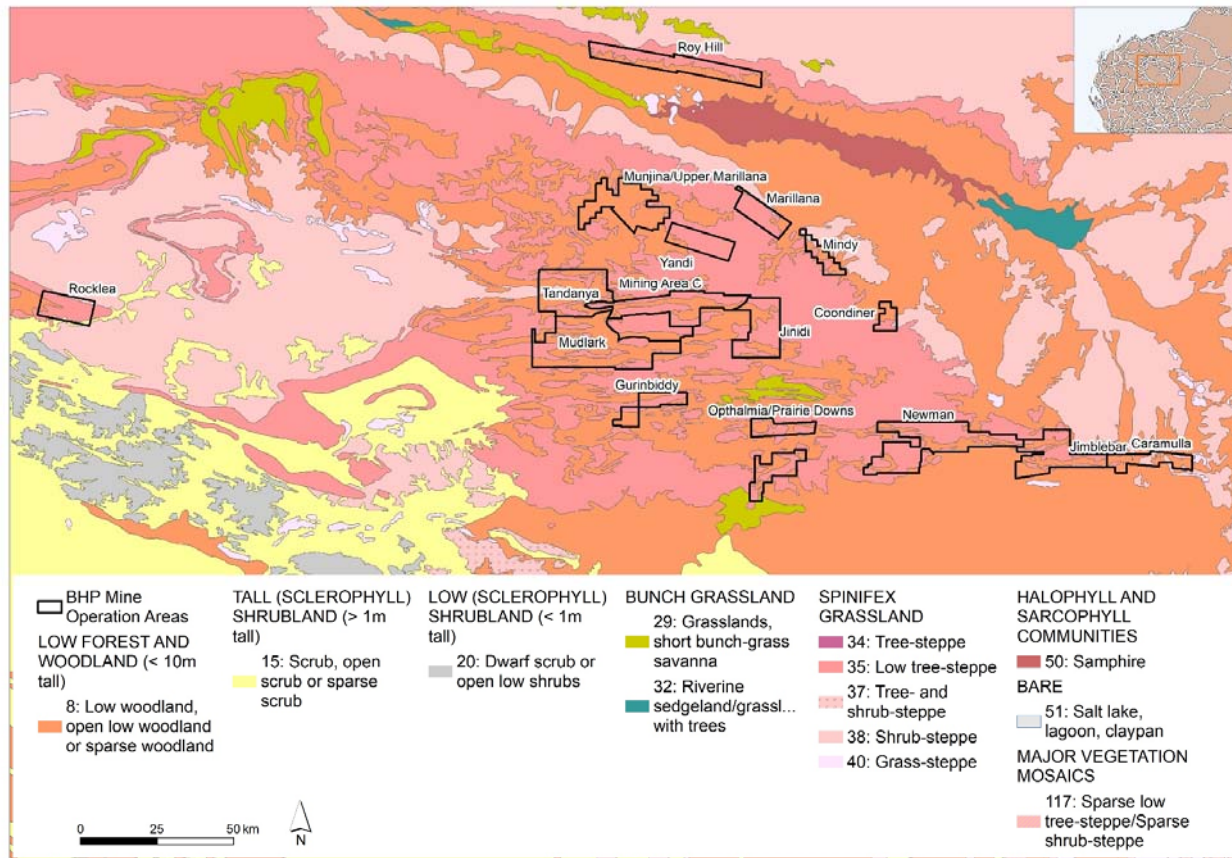 Roy Hill
Munjina/Upper Marillana
Marillana
Mindy
Yandi
Rocklea
Tandanya
Mining Area C
Coondiner
Jinidi
Mudlark
Gurinbiddy
Opthalmia/Prairie Downs
Newman
Jimblebar
Caramulla
BHP Mine
Operation Areas
LOW FOREST AND
WOODLAND (< 10m
tall)
8: Low woodland,
open low woodland
or sparse woodland
TALL (SCLEROPHYLL)
SHRUBLAND (> 1m
tall)
15: Scrub, open
scrub or sparse
scrub
LOW (SCLEROPHYLL)
SHRUBLAND (< 1m
tall)
20: Dwarf scrub or
open low shrubs
BUNCH GRASSLAND
29: Grasslands,
short bunch-grass
savanna
32: Riverine
sedgeland/grassl...
with trees
SPINIFEX
GRASSLAND
34: Tree-steppe
35: Low tree-steppe
37: Tree- and
shrub-steppe
38: Shrub-steppe
40: Grass-steppe
HALOPHYLL AND
SARCOPHYLL
COMMUNITIES
50: Samphire
BARE
51: Salt lake,
lagoon, claypan
MAJOR VEGETATION
MOSAICS
117: Sparse low
tree-steppe/Sparse
shrub-steppe
0 25 50 km
N